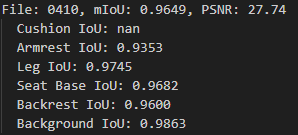 File: 0410, mIoU: 0.9649, PSNR: 27.74
Cushion IoU: nan
Armrest IoU: 0.9353
Leg IoU: 0.9745
Seat Base IoU: 0.9682
Backrest IoU: 0.9600
Background IoU: 0.9863